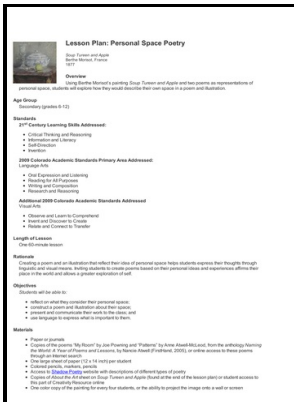 Lesson Plan: Personal Space Poetry
Soup Tureen and Apple
Berthe Morisot, France
1877
Overview
Using Berthe Morisot's painting Soup Tureen and Apple and two poems as representations of
personal space, students will explore how they would describe their own space in a poem and illustration.
Age Group
Secondary (grades 6-12)
Standards
21st Century Learning Skills Addressed:
• Critical Thinking and Reasoning
• Information and Literacy
• Self-Direction
• Invention
2009 Colorado Academic Standards Primary Area Addressed:
Language Arts
• Oral Expression and Listening
• Reading for All Purposes
• Writing and Composition
• Research and Reasoning
Additional 2009 Colorado Academic Standards Addressed
Visual Arts
• Observe and Learn to Comprehend
• Invent and Discover to Create
• Relate and Connect to Transfer
Length of Lesson
One 60-minute lesson
Rationale
Creating a poem and an illustration that reflect their idea of personal space helps students express their thoughts through
linguistic and visual means. Inviting students to create poems based on their personal ideas and experiences affirms their
place in the world and allows a greater exploration of self.
Objectives
Students will be able to:
• reflect on what they consider their personal space;
• construct a poem and illustration about their space;
• present and communicate their work to the class; and
• use language to express what is important to them.
Materials
• Paper or journals
• Copies of the poems "My Room" by Joe Powning and "Patterns" by Anne Atwell-McLeod, from the anthology Naming
the World: A Year of Poems and Lessons, by Nancie Atwell (FirstHand, 2005), or online access to these poems
through an internet search
• One large sheet of paper (12 x 14 inch) per student
• Colored pencils, markers, pencils
• Access to Shadow Poetry website with descriptions of different types of poetry
• Copies of About the Art sheet on Soup Tureen and Apple (found at the end of the lesson plan) or student access to
this part of Creativity Resource online
• One color copy of the painting for every four students, or the ability to project the image onto a wall or screen